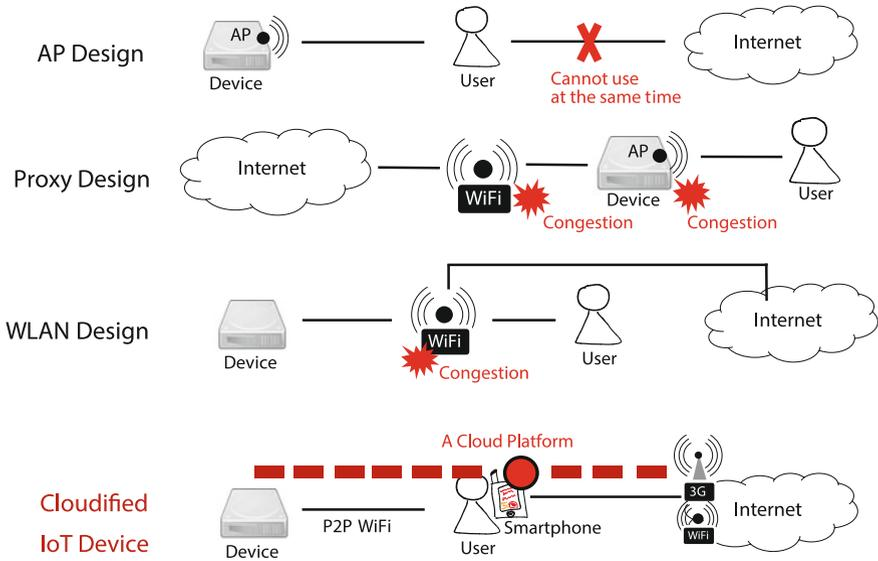 AP Design
AP
Device
User
Cannot use
at the same time
Internet
Proxy Design
Internet
WiFi
Congestion
AP
Device
Congestion
User
WLAN Design
Device
WiFi
Congestion
User
Internet
A Cloud Platform
Cloudified
IoT Device
Device
P2P WiFi
User
Smartphone
3G
WiFi
Internet